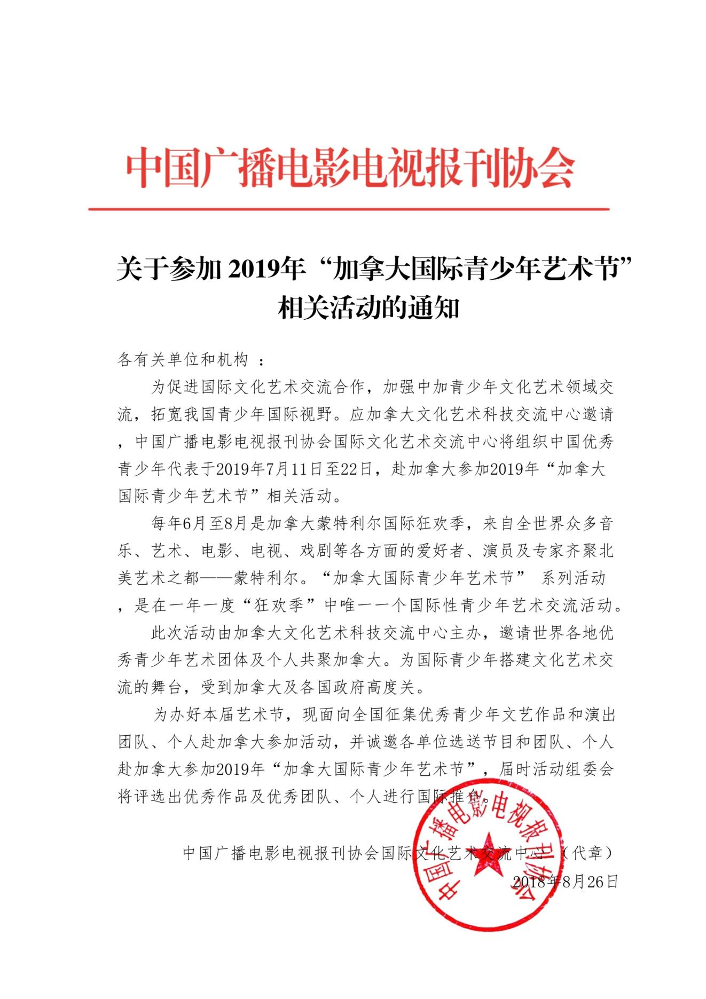 中国广播电影电视报刊协会
关于参加 2019年“加拿大国际青少年艺术节”
相关活动的通知
各有关单位和机构 ：
为促进国际文化艺术交流合作，加强中加青少年文化艺术领域交
流，拓宽我国青少年国际视野。应加拿大文化艺术科技交流中心邀请
，中国广播电影电视报刊协会国际文化艺术交流中心将组织中国优秀
青少年代表于2019年7月11日至22日，赴加拿大参加2019年“加拿大
国际青少年艺术节”相关活动。
每年6月至8月是加拿大蒙特利尔国际狂欢季，来自全世界众多音
乐、艺术、电影、电视、戏剧等各方面的爱好者、演员及专家齐聚北
美艺术之都——蒙特利尔。“加拿大国际青少年艺术节” 系列活动
，是在一年一度“狂欢季”中唯一一个国际性青少年艺术交流活动。
此次活动由加拿大文化艺术科技交流中心主办，邀请世界各地优
秀青少年艺术团体及个人共聚加拿大。为国际青少年搭建文化艺术交
流的舞台，受到加拿大及各国政府高度关。
为办好本届艺术节，现面向全国征集优秀青少年文艺作品和演出
团队、个人赴加拿大参加活动，并诚邀各单位选送节目和团队、个人
赴加拿大参加2019年“加拿大国际青少年艺术节”，届时活动组委会
将评选出优秀作品及优秀团队、个人进行国际推介。
中国广播电影电视报刊协会国际文化艺术交流中心 （代章）
2018年8月26日
中国广播电影电视报刊协会